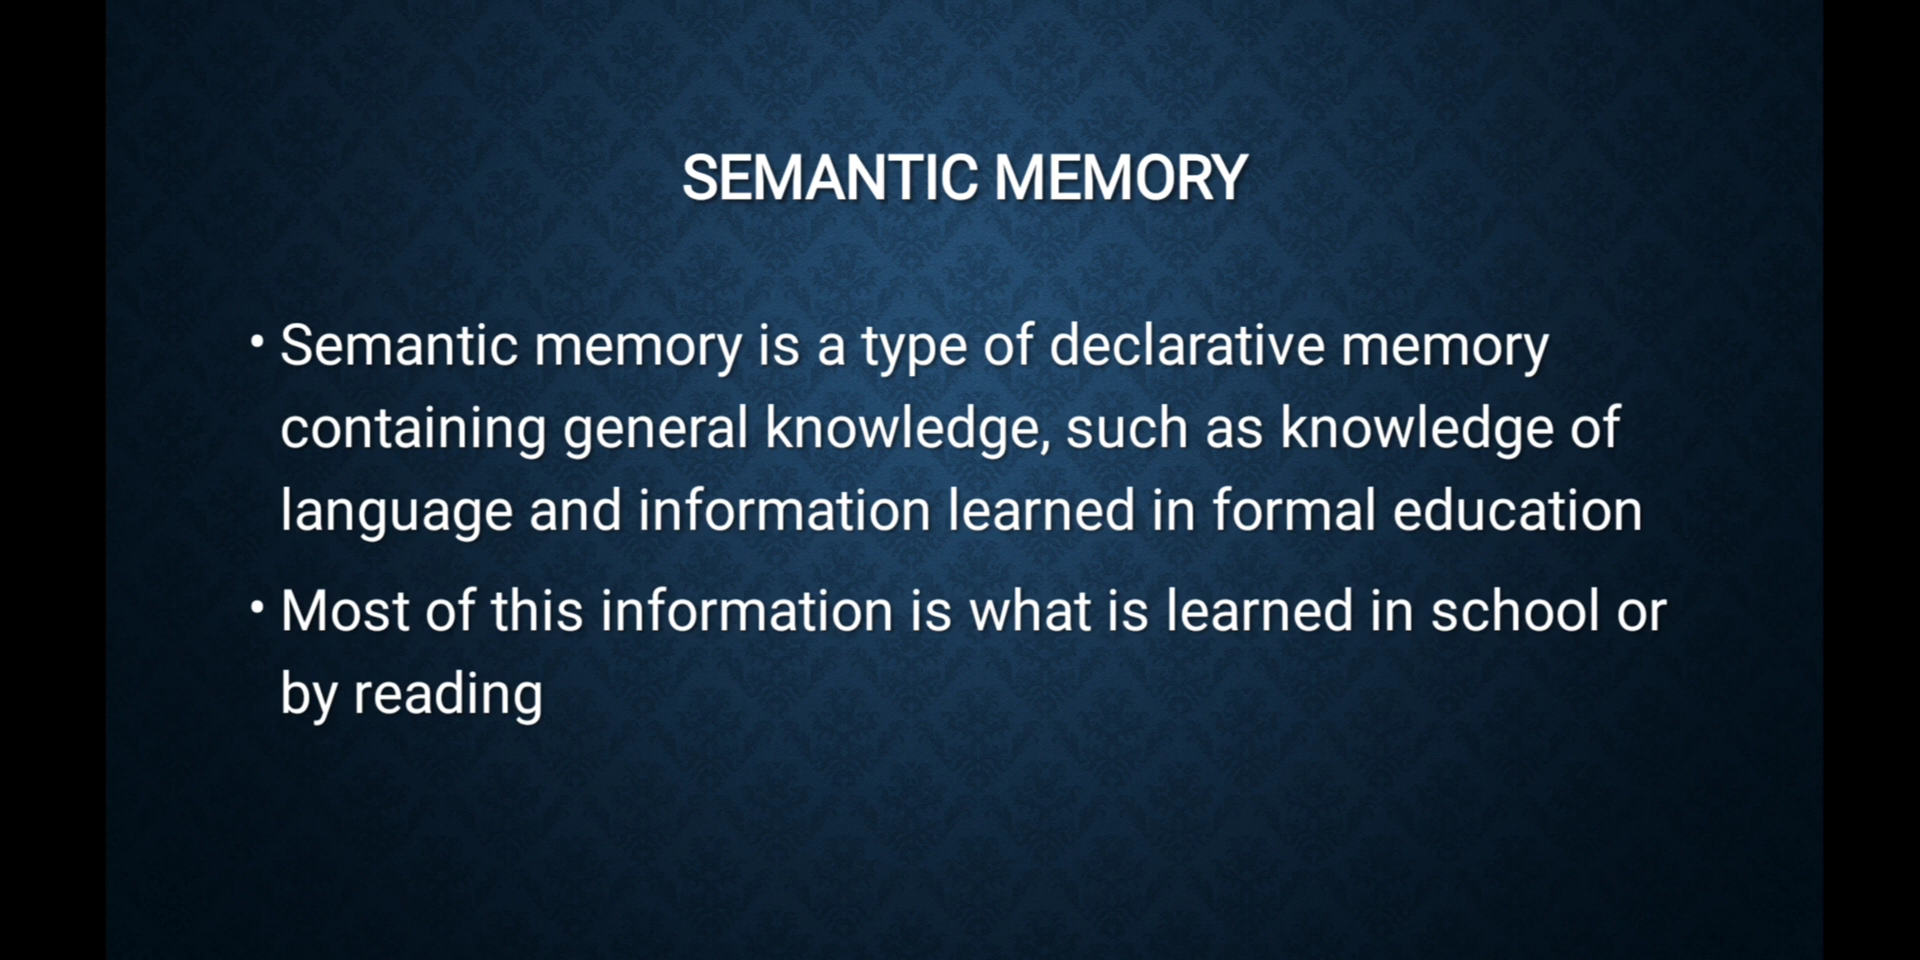 SEMANTIC MEMORY
• Semantic memory is a type of declarative memory
containing general knowledge, such as knowledge of
language and information learned in formal education
• Most of this information is what is learned in school or
by reading